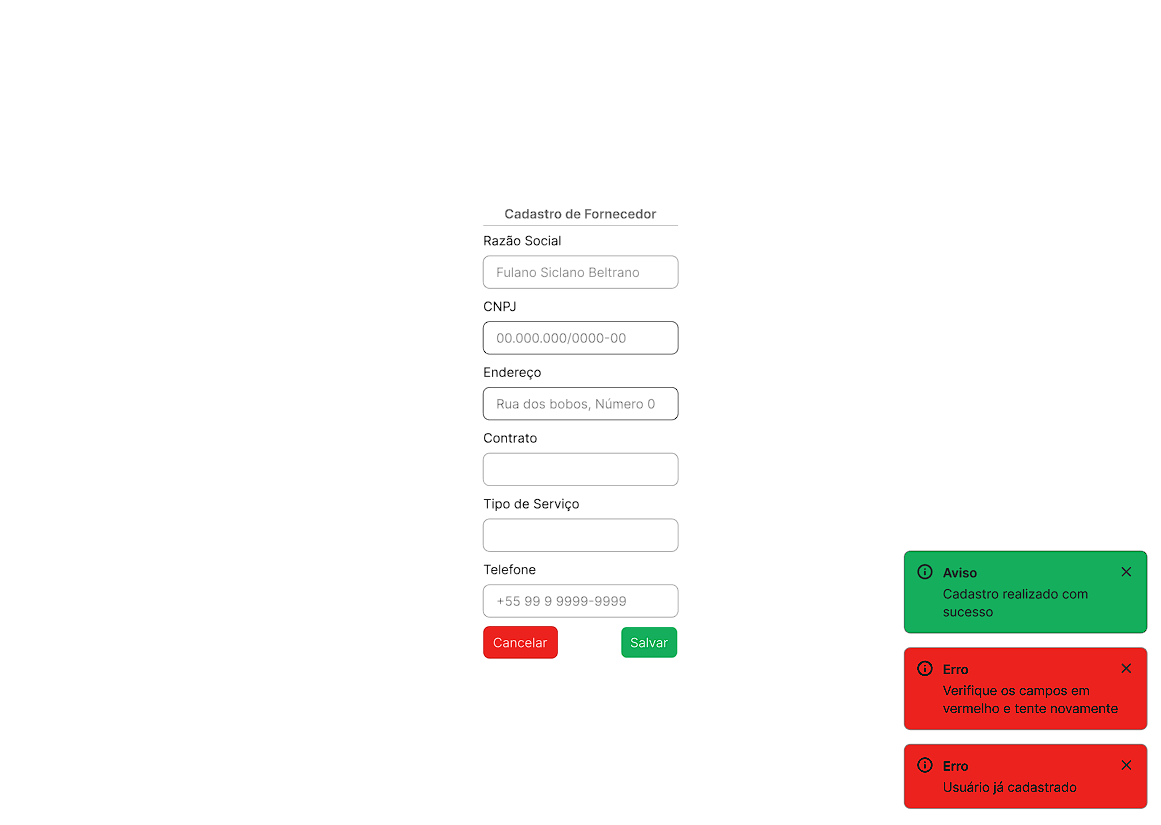 Cadastro de Fornecedor
Razão Social
Fulano Siclano Beltrano
CNPJ
00.000.000/0000-00
Endereço
Rua dos bobos, Número 0
Contrato
Tipo de Serviço
Telefone
+55 99 9 9999-9999
Cancelar
Salvar
Aviso
Cadastro realizado com
sucesso
Erro
Verifique os campos em
vermelho e tente novamente
Erro
Usuário já cadastrado